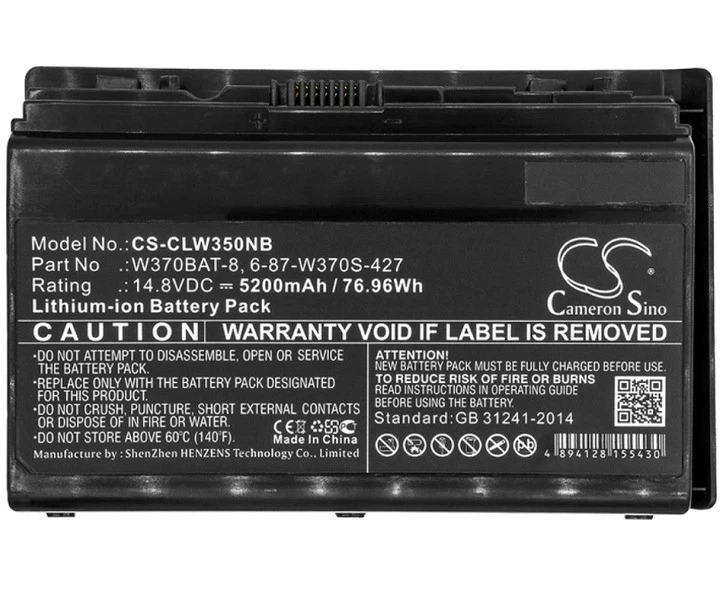 + -
Model No.: CS-CLW350NB
Part No : W370BAT-8, 6-87-W370S-427
Rating : 14.8VDC ⎓ 5200mAh / 76.96Wh
Lithium-ion Battery Pack
CS
Cameron Sino
CAUTION WARRANTY VOID IF LABEL IS REMOVED
•DO NOT ATTEMPT TO DISASSEMBLE, OPEN OR SERVICE
THE BATTERY PACK.
•REPLACE ONLY WITH THE BATTERY PACK DESIGNATED
FOR THIS PRODUCT.
•DO NOT CRUSH, PUNCTURE, SHORT EXTERNAL CONTACTS
OR DISPOSE OF IN FIRE OR WATER.
•DO NOT STORE ABOVE 60°C (140°F).
CE
Made In China
Manufacture by : ShenZhen HENZENS Technology Co., Limited
ATTENTION!
NEW BATTERY PACK MUST BE FULLY CHARGED BEFORE USE.
TO REDUCE RISK OF FIRE OR BURNS
READ INSTRUCTIONS IN OPERATING GUIDE
BEFORE USING.
Standard:GB 31241-2014
4 894128 155430